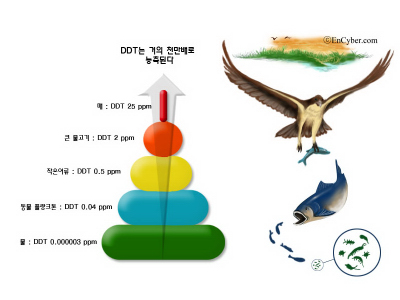 ⓒEnCyber.com
DDT는 거의 천만배로
농축된다
매 : DDT 25 ppm
큰 물고기 : DDT 2 ppm
작은어류 : DDT 0.5 ppm
동물 플랑크톤 : DDT 0.04 ppm
물 : DDT 0.000003 ppm